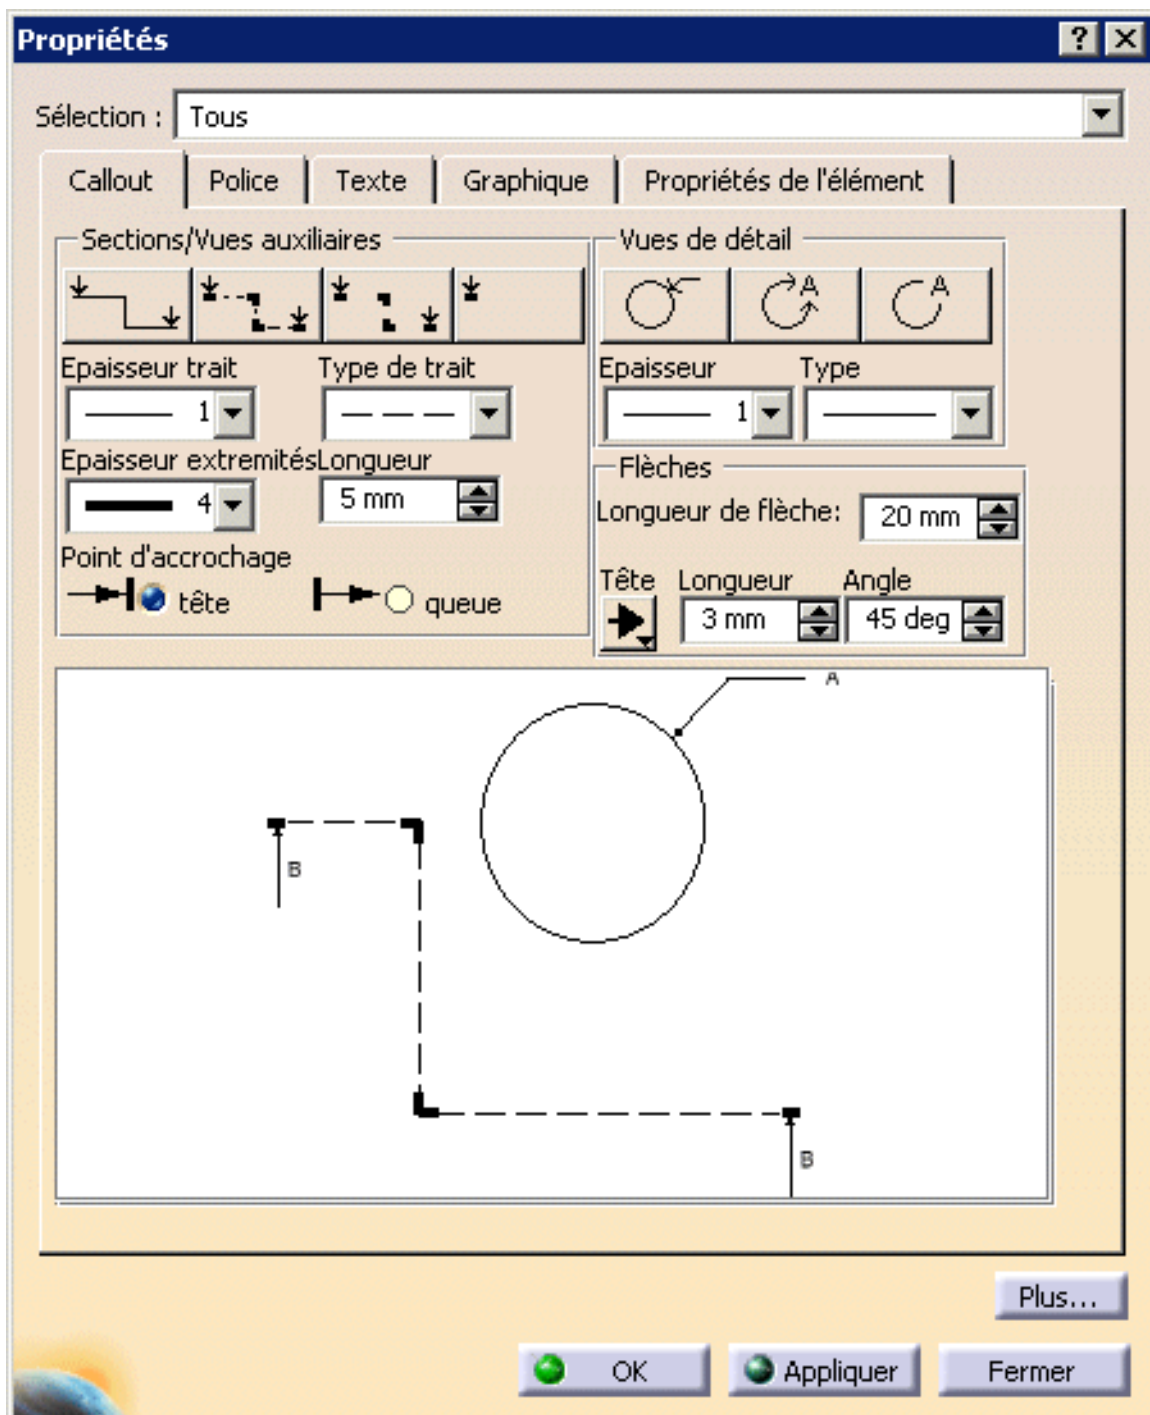 Propriétés
Sélection : Tous
Callout Police Texte Graphique Propriétés de l'élément
Sections/Vues auxiliaires
Vues de détail
A A
Epaisseur trait Type de trait
Epaisseur Type
1
1
Epaisseur extremités Longueur
4 5 mm
Flèches
Longueur de flèche: 20 mm
Point d'accrochage
tête queue
Tête Longueur Angle
3 mm 45 deg
A
B
B
Plus...
OK Appliquer Fermer